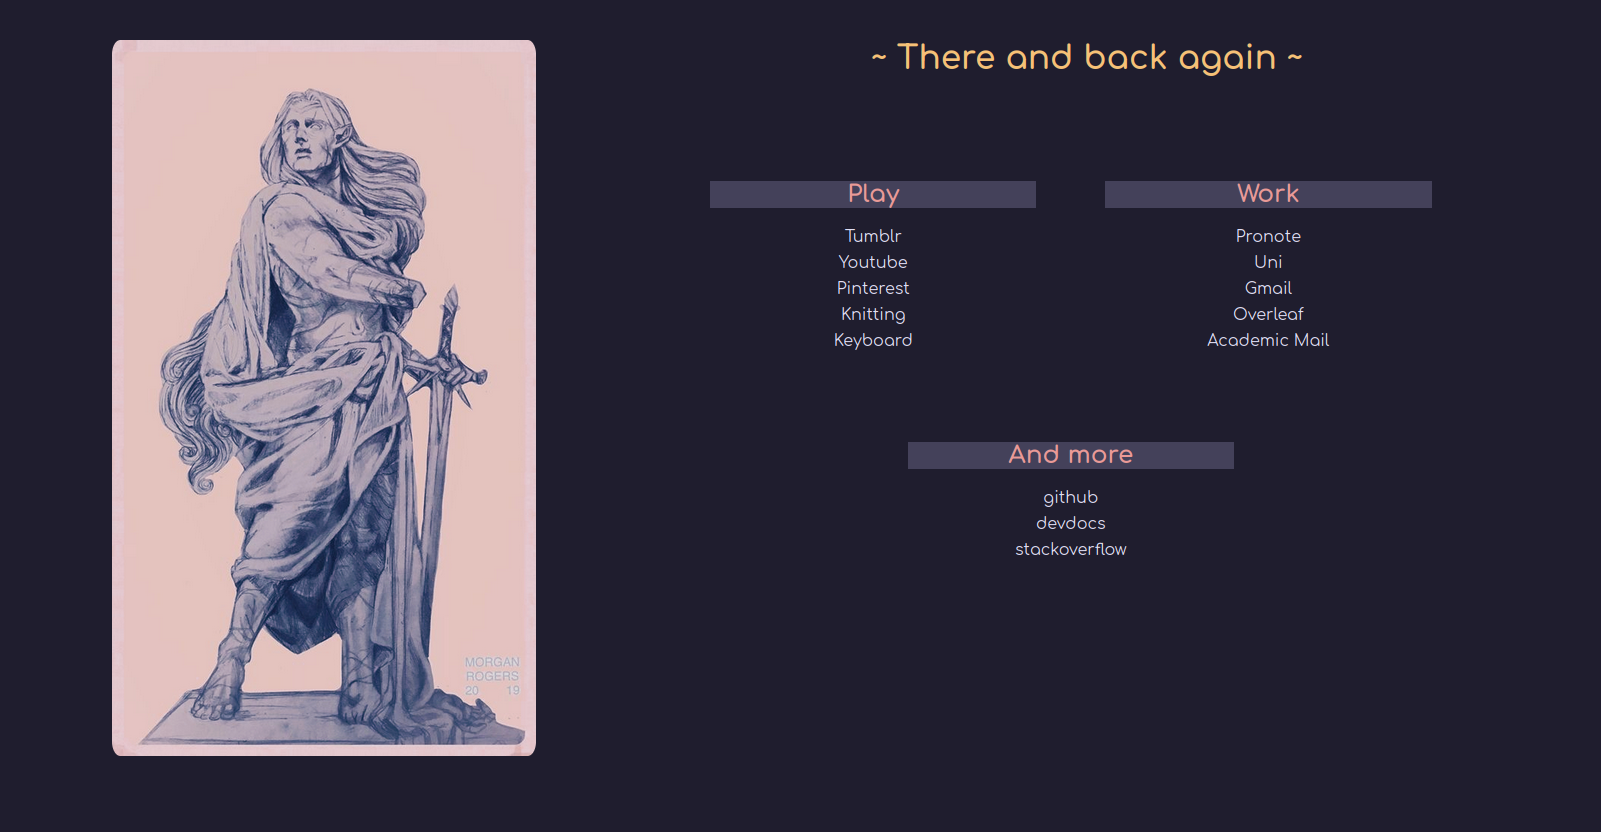 ~ There and back again ~
Play
Tumblr
Youtube
Pinterest
Knitting
Keyboard
Work
Pronote
Uni
Gmail
Overleaf
Academic Mail
And more
github
devdocs
stackoverflow
MORGAN
ROGERS
20 19